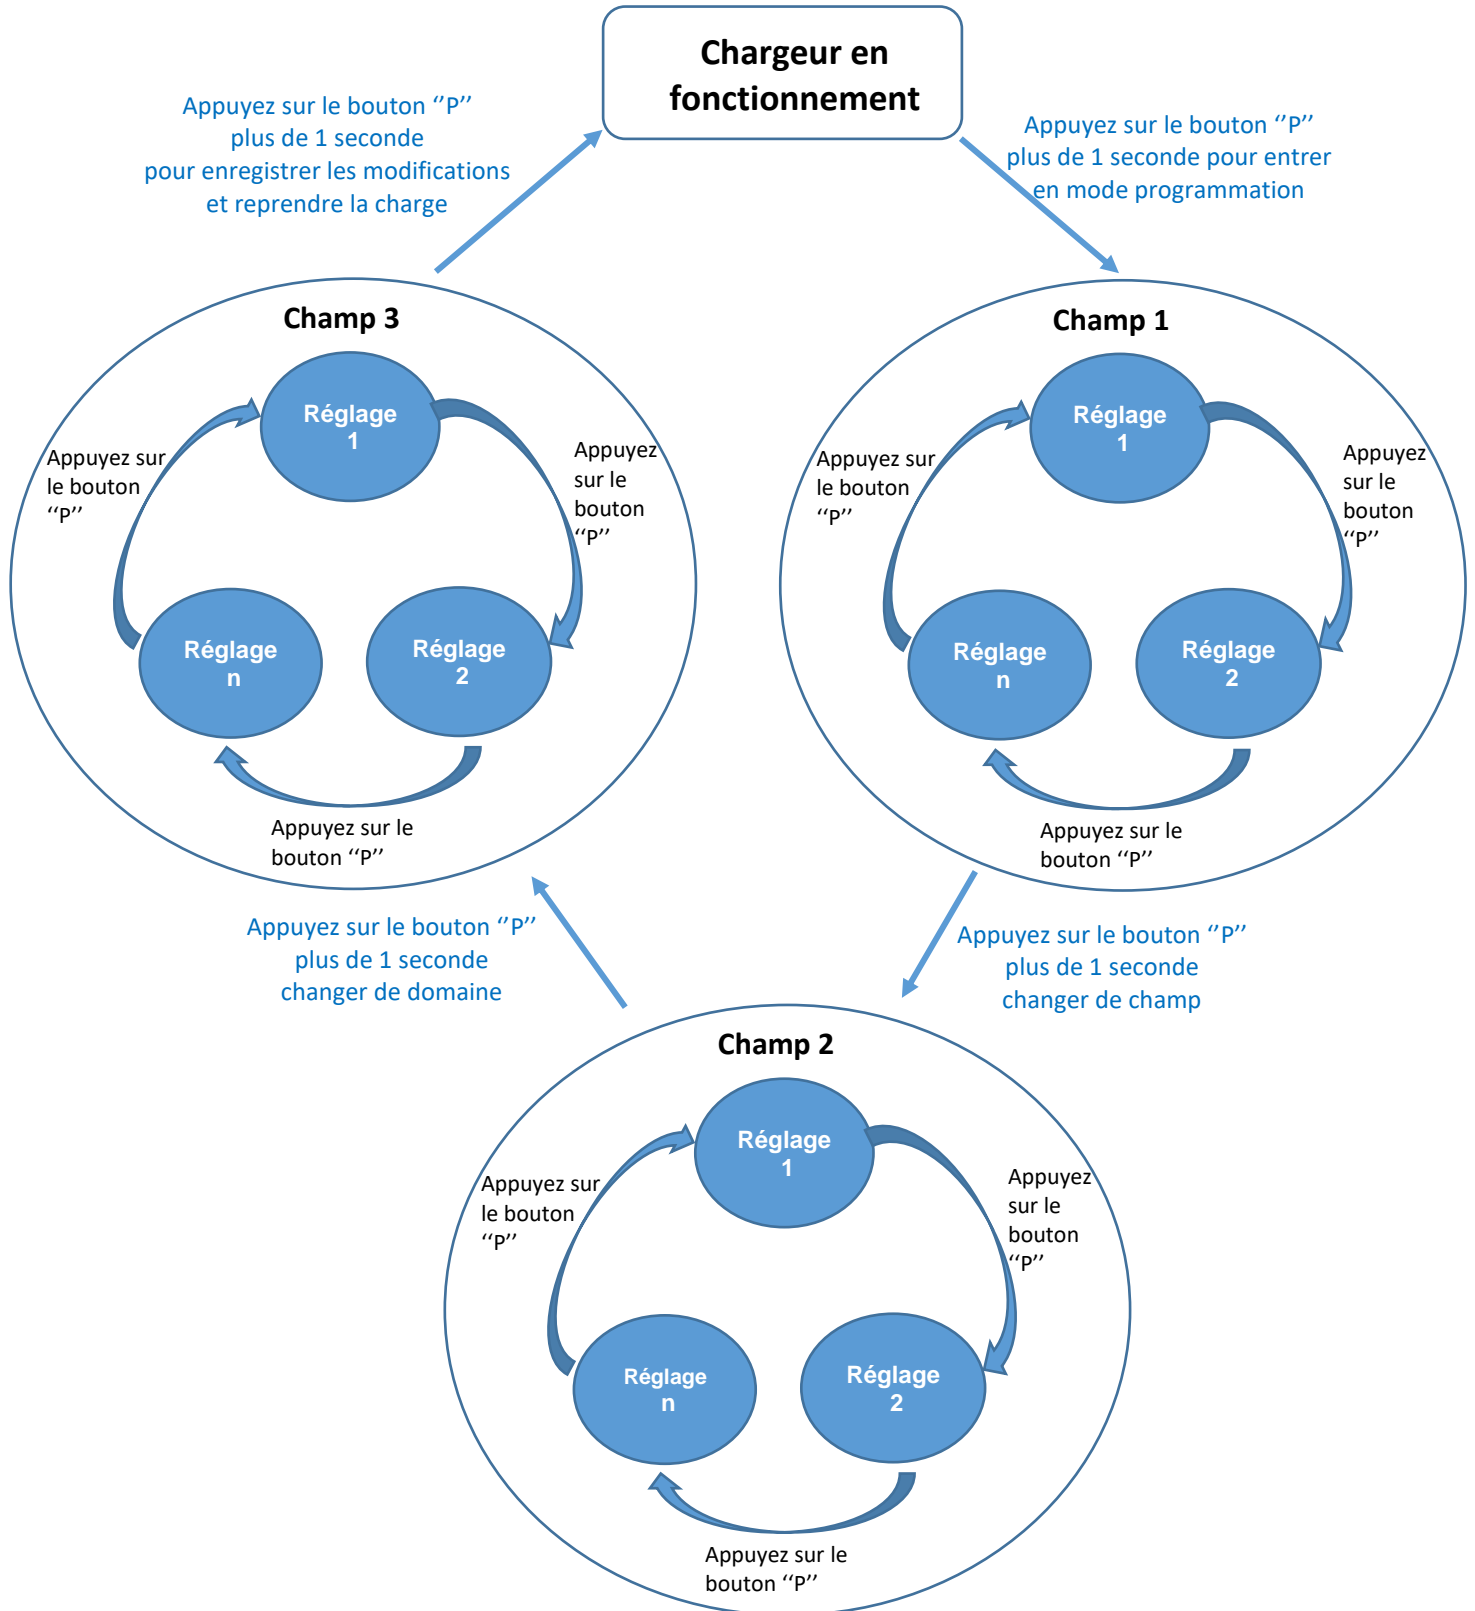 Chargeur en
fonctionnement
Appuyez sur le bouton ‘’P’’
plus de 1 seconde
pour enregistrer les modifications
et reprendre la charge
Appuyez sur le bouton ‘’P’’
plus de 1 seconde pour entrer
en mode programmation
Champ 3
Réglage
1
Appuyez sur
le bouton
‘‘P’’
Appuyez
sur le
bouton
‘‘P’’
Réglage
n
Réglage
2
Appuyez sur le
bouton ‘‘P’’
Champ 1
Réglage
1
Appuyez sur
le bouton
‘‘P’’
Appuyez
sur le
bouton
‘‘P’’
Réglage
n
Réglage
2
Appuyez sur le
bouton ‘‘P’’
Appuyez sur le bouton ‘’P’’
plus de 1 seconde
changer de domaine
Appuyez sur le bouton ‘’P’’
plus de 1 seconde
changer de champ
Champ 2
Réglage
1
Appuyez sur
le bouton
‘‘P’’
Appuyez
sur le
bouton
‘‘P’’
Réglage
n
Réglage
2
Appuyez sur le
bouton ‘‘P’’